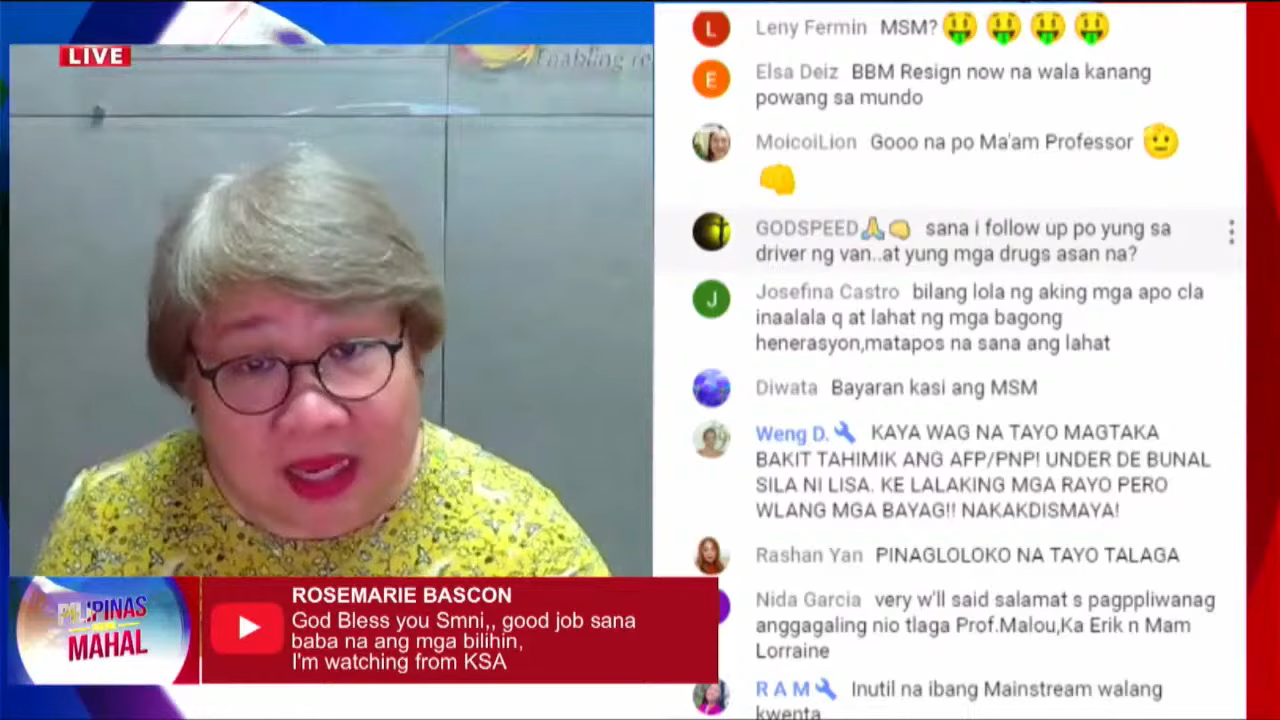 LIVE
Enabling re
PILIPINAS
MAHAL
ROSEMARIE BASCON
God Bless you Smni,, good job sana
baba na ang mga bilihin,
I'm watching from KSA
Leny Fermin MSM?🤑🤑🤑🤑
Elsa Deiz BBM Resign now na wala kanang
powang sa mundo
MoicoiLion Gooo na po Ma'am Professor 🫡
👊
GODSPEED🙏👊 sana i follow up po yung sa
driver ng van..at yung mga drugs asan na?
J
Josefina Castro bilang lola ng aking mga apo cla
inaalala q at lahat ng mga bagong
henerasyon,matapos na sana ang lahat
Diwata Bayaran kasi ang MSM
Weng D.🔧 KAYA WAG NA TAYO MAGTAKA
BAKIT TAHIMIK ANG AFP/PNP! UNDER DE BUNAL
SILA NI LISA. KE LALAKING MGA RAYO PERO
WLANG MGA BAYAG!! NAKAKDISMAYA!
Rashan Yan PINAGLOLOKO NA TAYO TALAGA
Nida Garcia very w'll said salamat s pagppliwanag
anggagaling nio tlaga Prof.Malou,Ka Erik n Mam
Lorraine
R A M🔧 Inutil na ibang Mainstream walang
kwenta